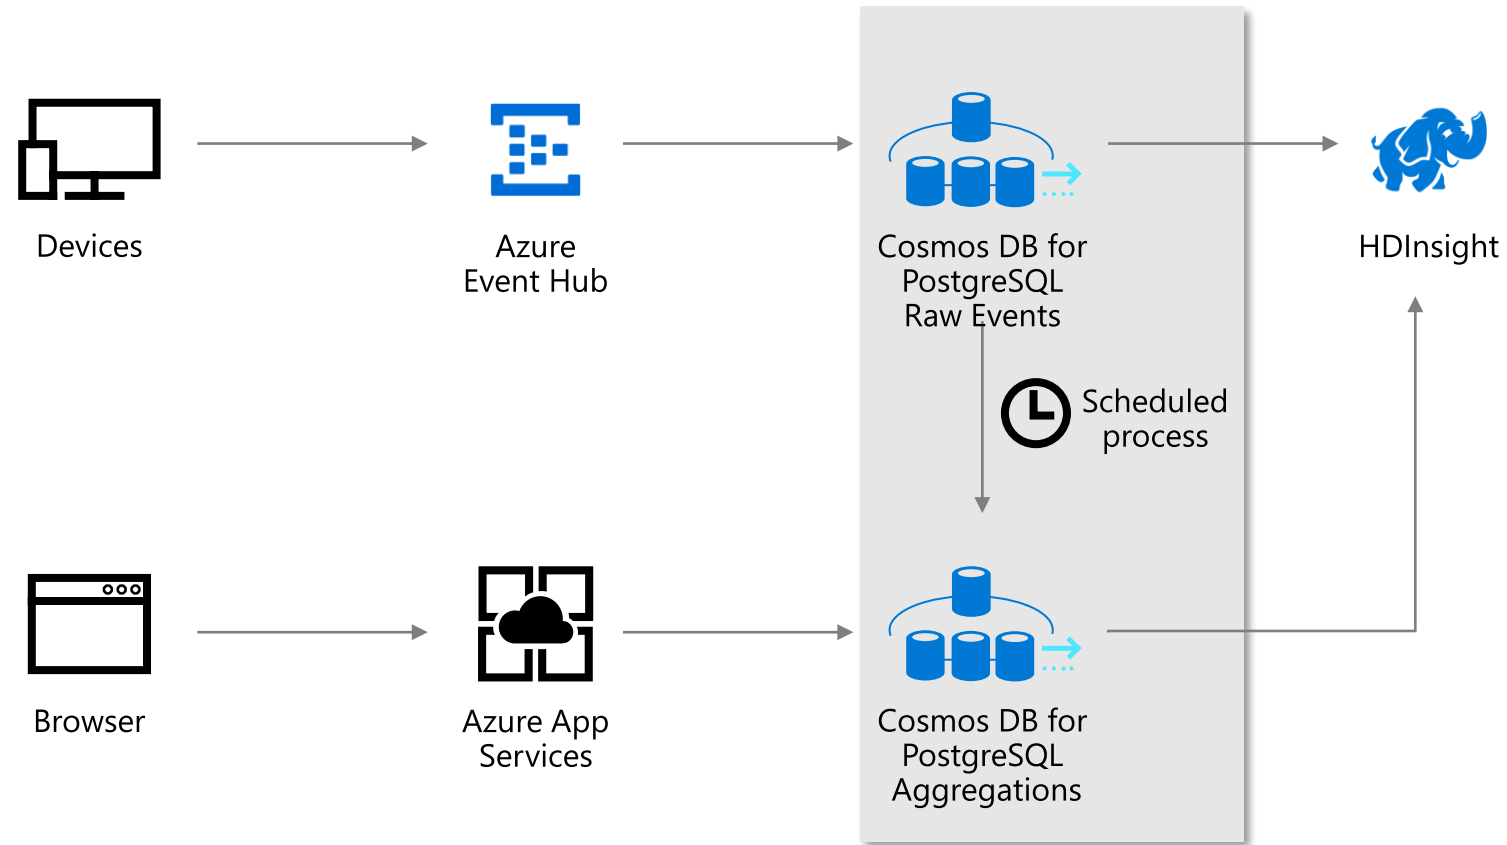 Devices
Azure
Event Hub
Cosmos DB for
PostgreSQL
Raw Events
HDInsight
Scheduled
process
Browser
Azure App
Services
Cosmos DB for
PostgreSQL
Aggregations